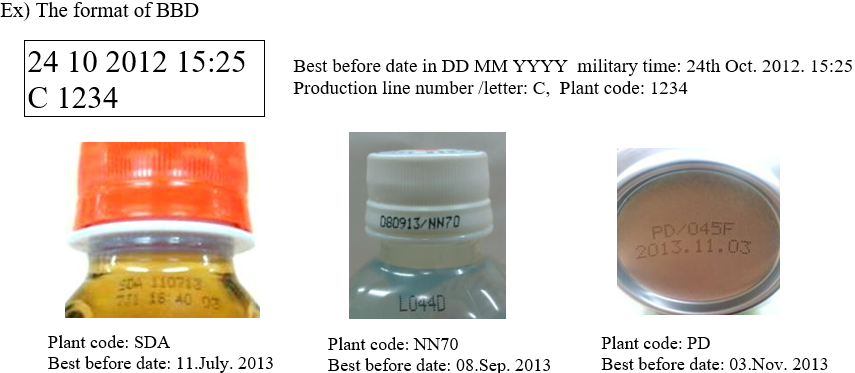 Ex) The format of BBD
24 10 2012 15:25
C 1234
Best before date in DD MM YYYY  military time: 24th Oct. 2012. 15:25
Production line number /letter: C,  Plant code: 1234
SDA 110713
16:40 03
080913/NN70
L044D
PD/045F
2013.11.03
Plant code: SDA
Best before date: 11.July. 2013
Plant code: NN70
Best before date: 08.Sep. 2013
Plant code: PD
Best before date: 03.Nov. 2013